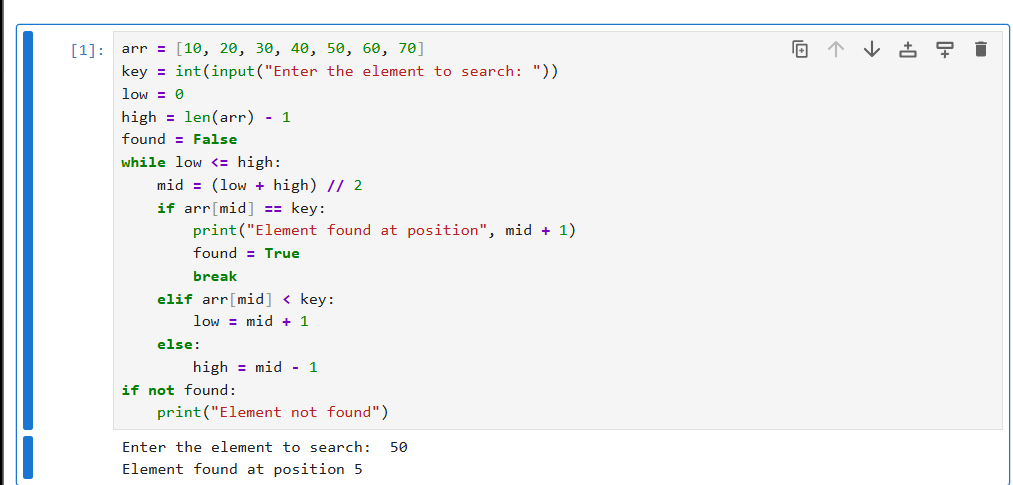 [1]: arr = [10, 20, 30, 40, 50, 60, 70]
key = int(input("Enter the element to search: "))
low = 0
high = len(arr) - 1
found = False
while low <= high:
    mid = (low + high) // 2
    if arr[mid] == key:
        print("Element found at position", mid + 1)
        found = True
        break
    elif arr[mid] < key:
        low = mid + 1
    else:
        high = mid - 1
if not found:
    print("Element not found")
Enter the element to search:  50
Element found at position 5